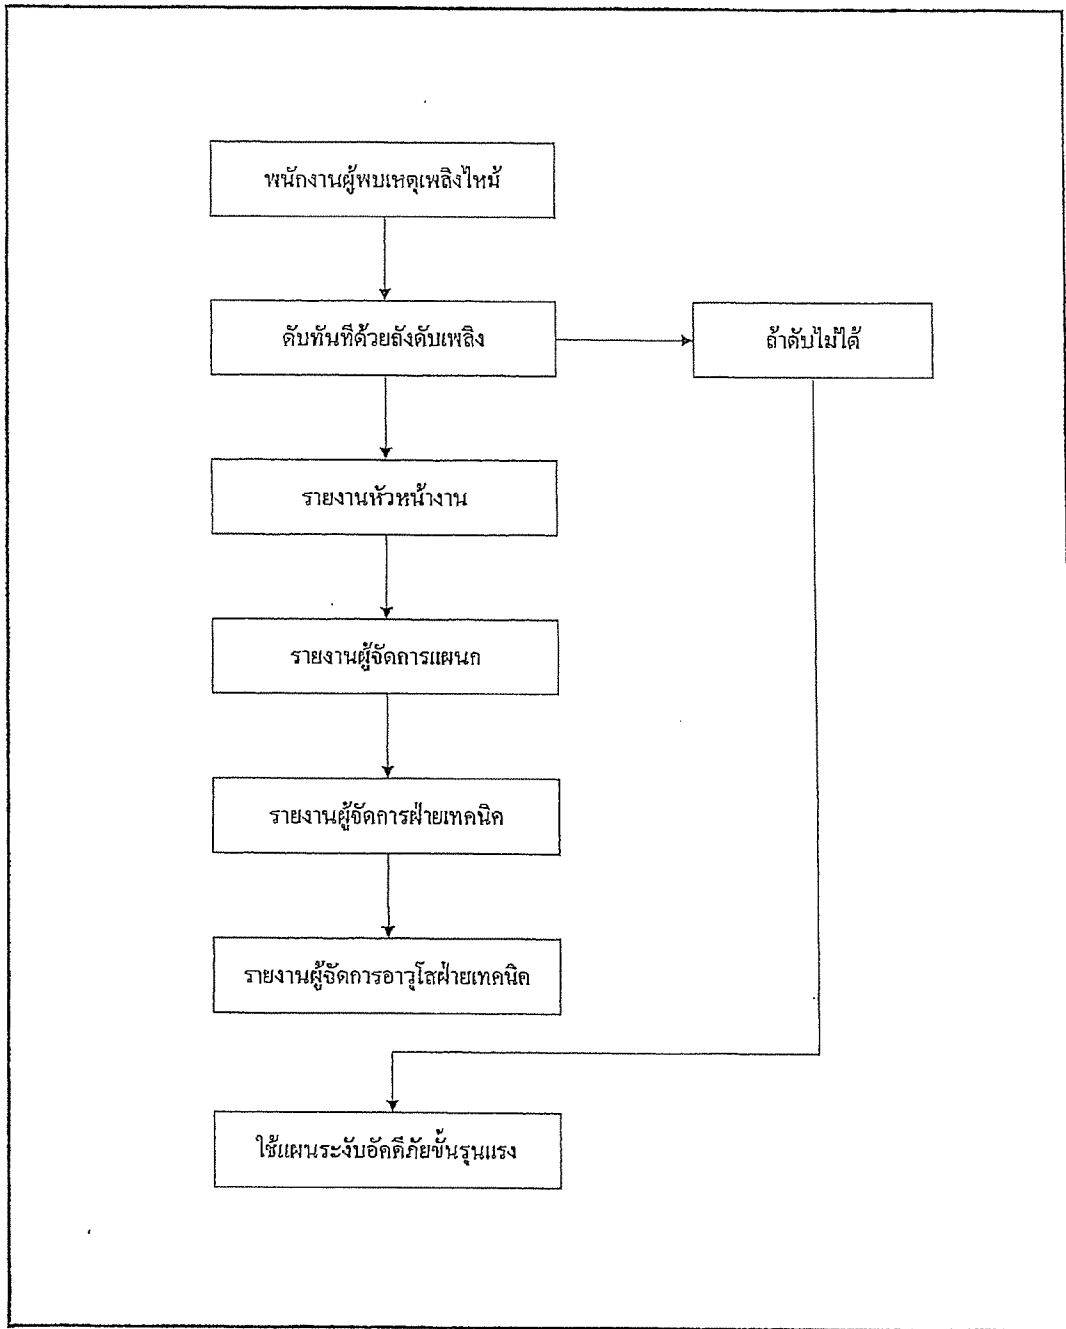 พนักงานผู้พบเหตุเพลิงไหม้
ดับทันทีด้วยถังดับเพลิง
ถ้าดับไม่ได้
รายงานหัวหน้างาน
รายงานผู้จัดการแผนก
รายงานผู้จัดการฝ่ายเทคนิค
รายงานผู้จัดการอาวุโสฝ่ายเทคนิค
ใช้แผนระงับอัคคีภัยขั้นรุนแรง